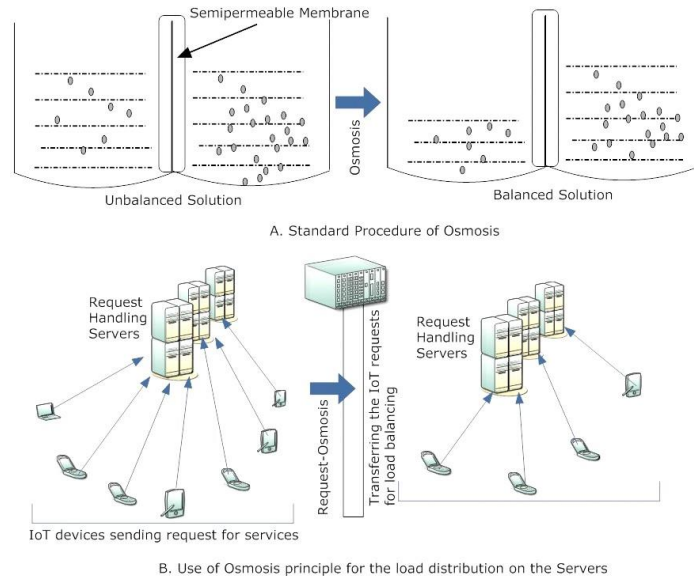 Semipermeable Membrane
Osmosis
Unbalanced Solution
Balanced Solution
A. Standard Procedure of Osmosis
Request
Handling
Servers
Request-Osmosis
Transferring the IoT requests
for load balancing
Request
Handling
Servers
IoT devices sending request for services
B. Use of Osmosis principle for the load distribution on the Servers